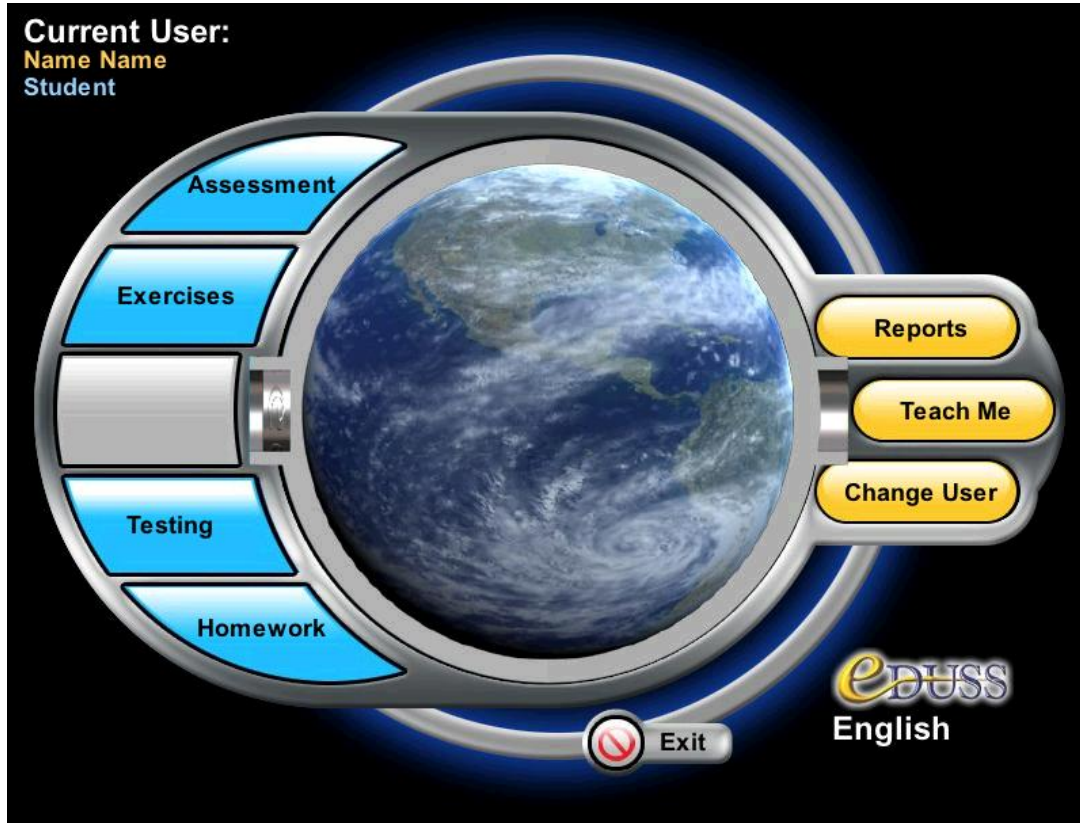 Current User:
Name Name
Student
Assessment
Exercises
Testing
Homework
Reports
Teach Me
Change User
eDUSS
English
Exit